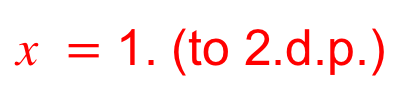 x = 1. (to 2.d.p.)